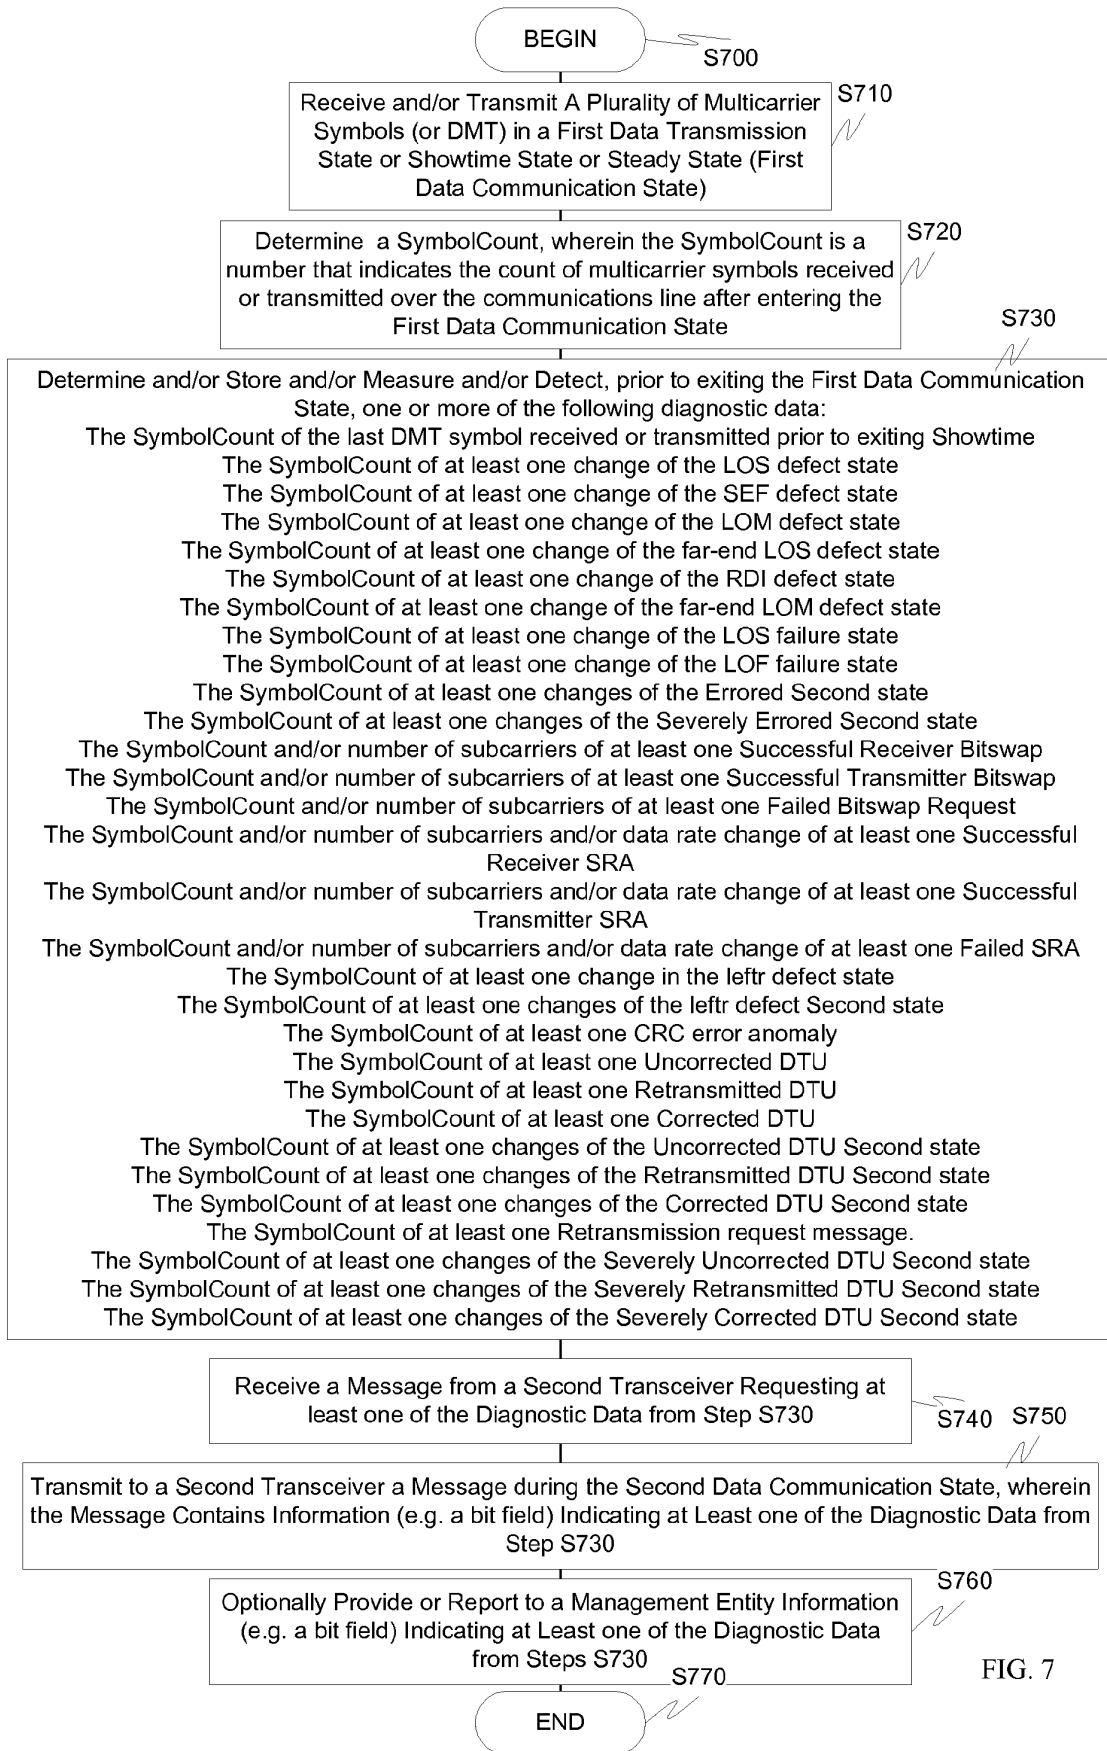 BEGIN
S700
Receive and/or Transmit A Plurality of Multicarrier
Symbols (or DMT) in a First Data Transmission
State or Showtime State or Steady State (First
Data Communication State)
S710
Determine a SymbolCount, wherein the SymbolCount is a
number that indicates the count of multicarrier symbols received
or transmitted over the communications line after entering the
First Data Communication State
S720
S730
Determine and/or Store and/or Measure and/or Detect, prior to exiting the First Data Communication
State, one or more of the following diagnostic data:
The SymbolCount of the last DMT symbol received or transmitted prior to exiting Showtime
The SymbolCount of at least one change of the LOS defect state
The SymbolCount of at least one change of the SEF defect state
The SymbolCount of at least one change of the LOM defect state
The SymbolCount of at least one change of the far-end LOS defect state
The SymbolCount of at least one change of the RDI defect state
The SymbolCount of at least one change of the far-end LOM defect state
The SymbolCount of at least one change of the LOS failure state
The SymbolCount of at least one change of the LOF failure state
The SymbolCount of at least one changes of the Errored Second state
The SymbolCount of at least one changes of the Severely Errored Second state
The SymbolCount and/or number of subcarriers of at least one Successful Receiver Bitswap
The SymbolCount and/or number of subcarriers of at least one Successful Transmitter Bitswap
The SymbolCount and/or number of subcarriers of at least one Failed Bitswap Request
The SymbolCount and/or number of subcarriers and/or data rate change of at least one Successful
Receiver SRA
The SymbolCount and/or number of subcarriers and/or data rate change of at least one Successful
Transmitter SRA
The SymbolCount and/or number of subcarriers and/or data rate change of at least one Failed SRA
The SymbolCount of at least one change in the leftr defect state
The SymbolCount of at least one changes of the leftr defect Second state
The SymbolCount of at least one CRC error anomaly
The SymbolCount of at least one Uncorrected DTU
The SymbolCount of at least one Retransmitted DTU
The SymbolCount of at least one Corrected DTU
The SymbolCount of at least one changes of the Uncorrected DTU Second state
The SymbolCount of at least one changes of the Retransmitted DTU Second state
The SymbolCount of at least one changes of the Corrected DTU Second state
The SymbolCount of at least one Retransmission request message.
The SymbolCount of at least one changes of the Severely Uncorrected DTU Second state
The SymbolCount of at least one changes of the Severely Retransmitted DTU Second state
The SymbolCount of at least one changes of the Severely Corrected DTU Second state
Receive a Message from a Second Transceiver Requesting at
least one of the Diagnostic Data from Step S730
S740
S750
Transmit to a Second Transceiver a Message during the Second Data Communication State, wherein
the Message Contains Information (e.g. a bit field) Indicating at Least one of the Diagnostic Data from
Step S730
S760
Optionally Provide or Report to a Management Entity Information
(e.g. a bit field) Indicating at Least one of the Diagnostic Data
from Steps S730
S770
END
FIG. 7